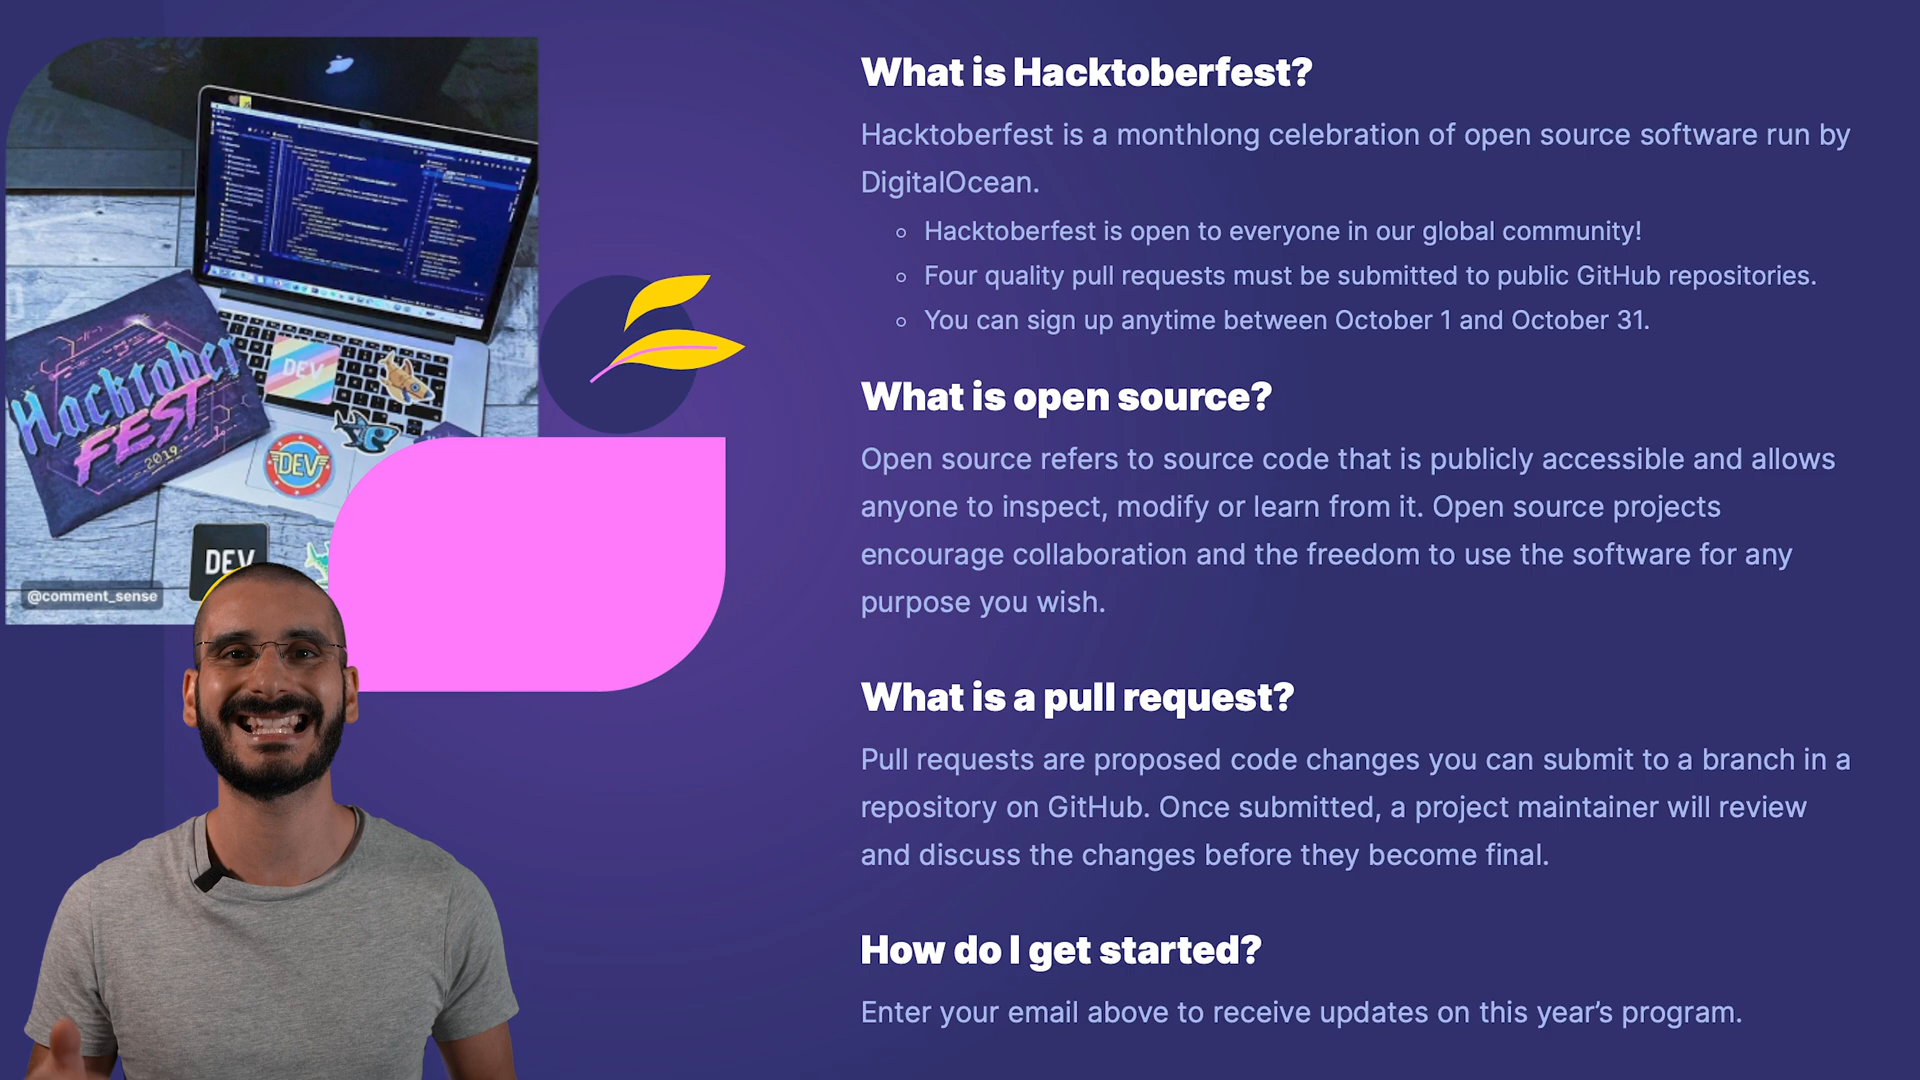 What is Hacktoberfest?
Hacktoberfest is a monthlong celebration of open source software run by
DigitalOcean.
Hacktoberfest is open to everyone in our global community!
Four quality pull requests must be submitted to public GitHub repositories.
You can sign up anytime between October 1 and October 31.
What is open source?
Open source refers to source code that is publicly accessible and allows
anyone to inspect, modify or learn from it. Open source projects
encourage collaboration and the freedom to use the software for any
purpose you wish.
What is a pull request?
Pull requests are proposed code changes you can submit to a branch in a
repository on GitHub. Once submitted, a project maintainer will review
and discuss the changes before they become final.
How do I get started?
Enter your email above to receive updates on this year’s program.
Hacktober
FEST
2019
DEV
DEV
DEV
@comment_sense